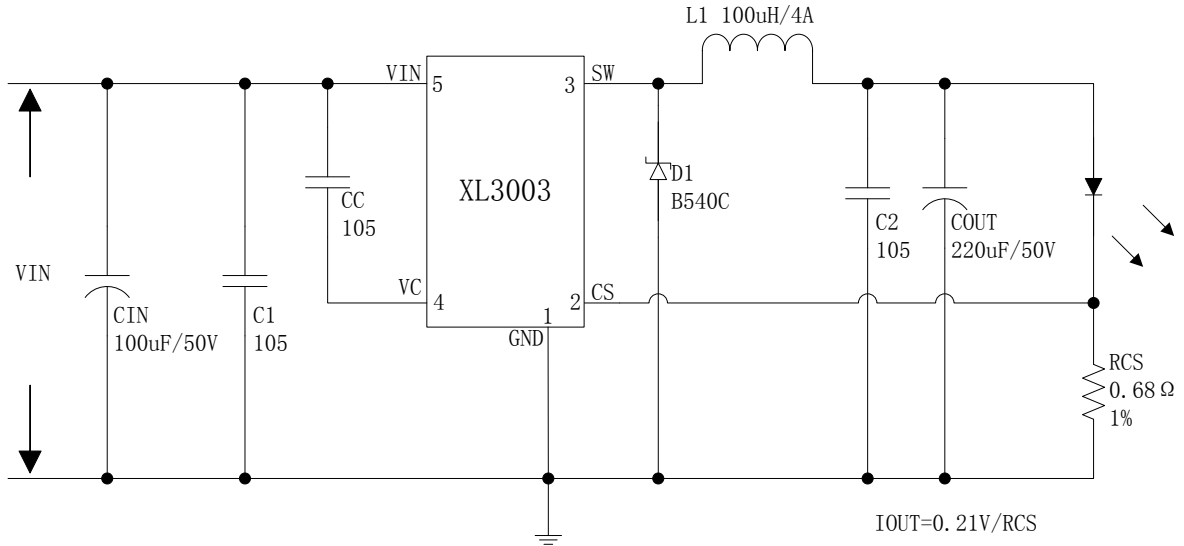 L1 100uH/4A
VIN
5
3
SW
XL3003
CC
105
D1
B540C
C2
105
COUT
220uF/50V
VIN
VC
4
1
2
CS
GND
CIN
100uF/50V
C1
105
RCS
0.68Ω
1%
IOUT=0.21V/RCS